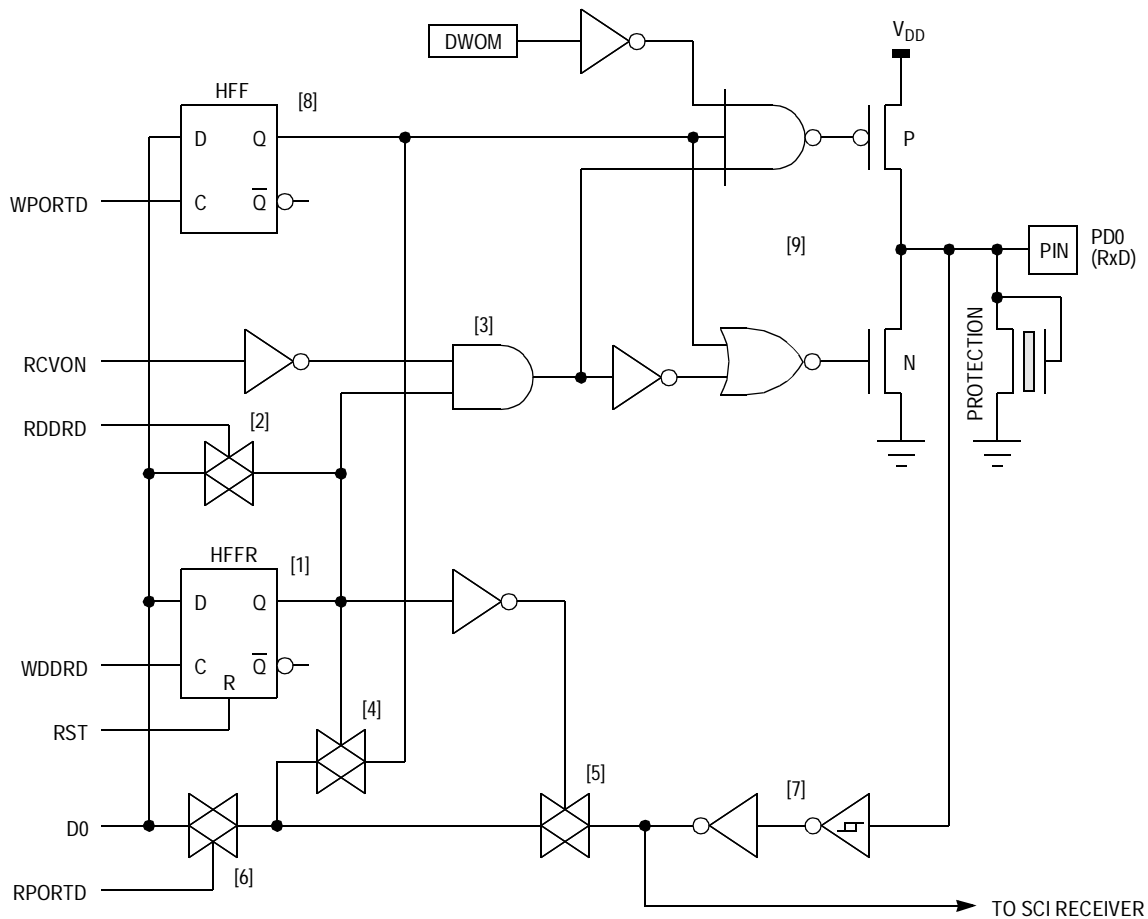 DWOM
VDD
HFF
[8]
D
Q
P
WPORTD
C
Q
[9]
PIN
PD0
(RxD)
[3]
RCVON
N
PROTECTION
RDDRD
[2]
HFFR
[1]
D
Q
WDDRD
C
Q
R
RST
[4]
[5]
[7]
D0
[6]
RPORTD
TO SCI RECEIVER